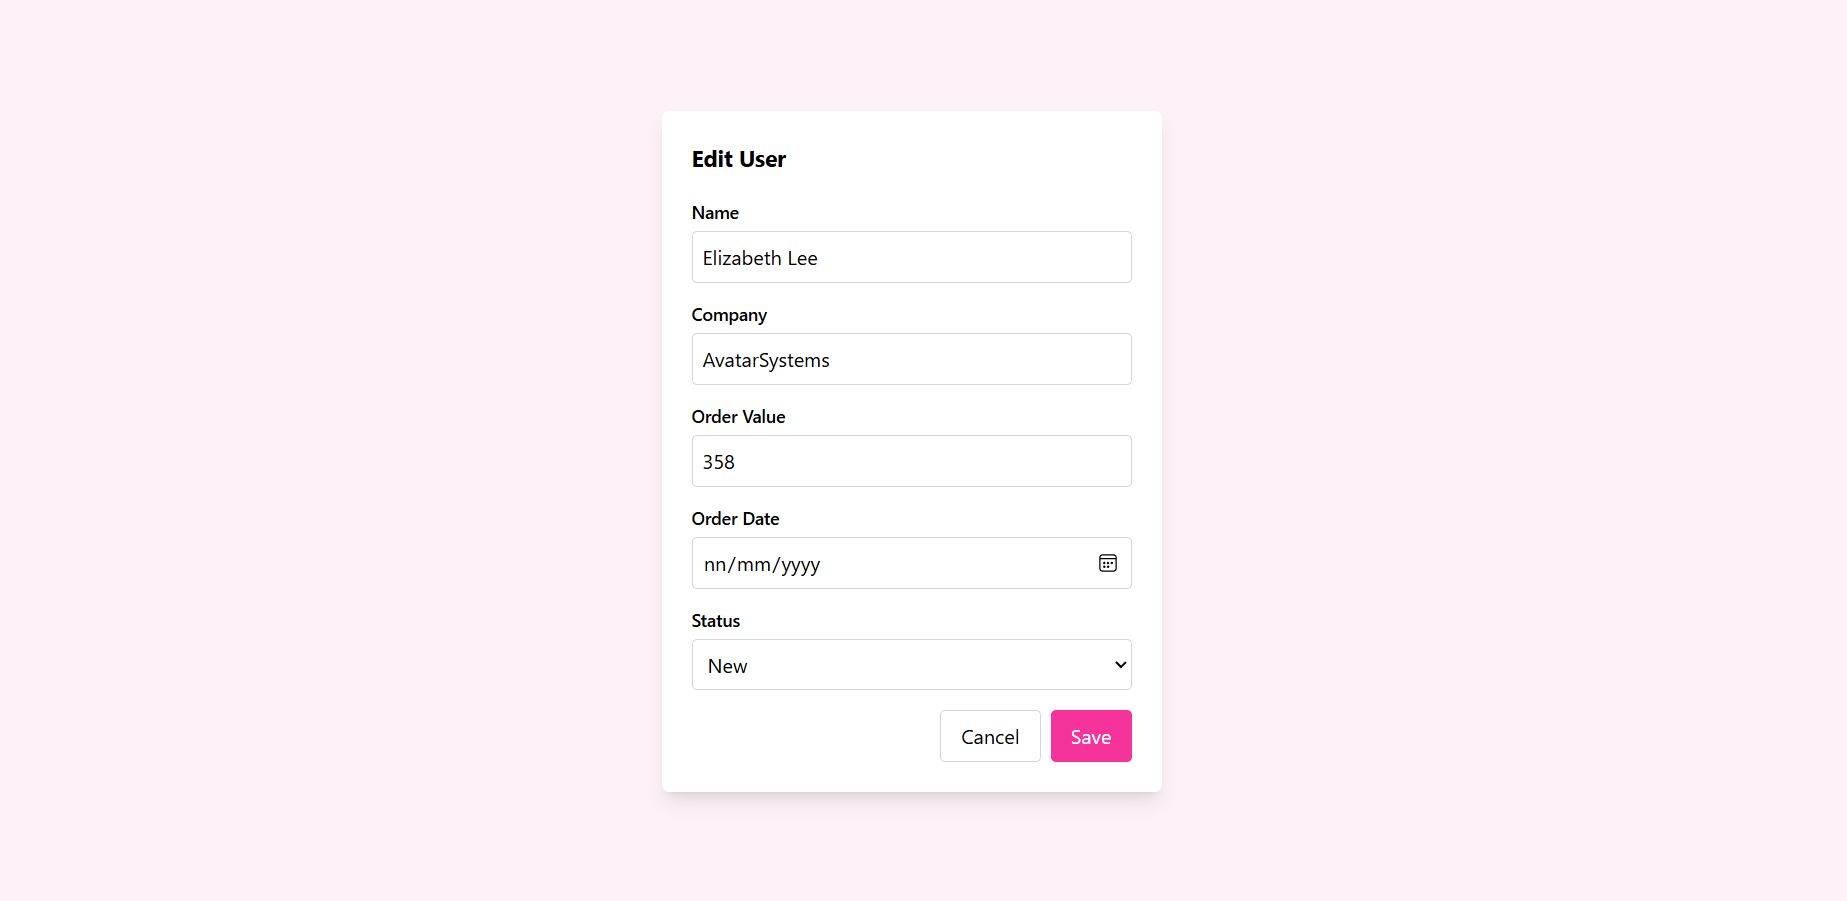 Edit User
Name
Elizabeth Lee
Company
AvatarSystems
Order Value
358
Order Date
nn/mm/yyyy
Status
New
Cancel Save